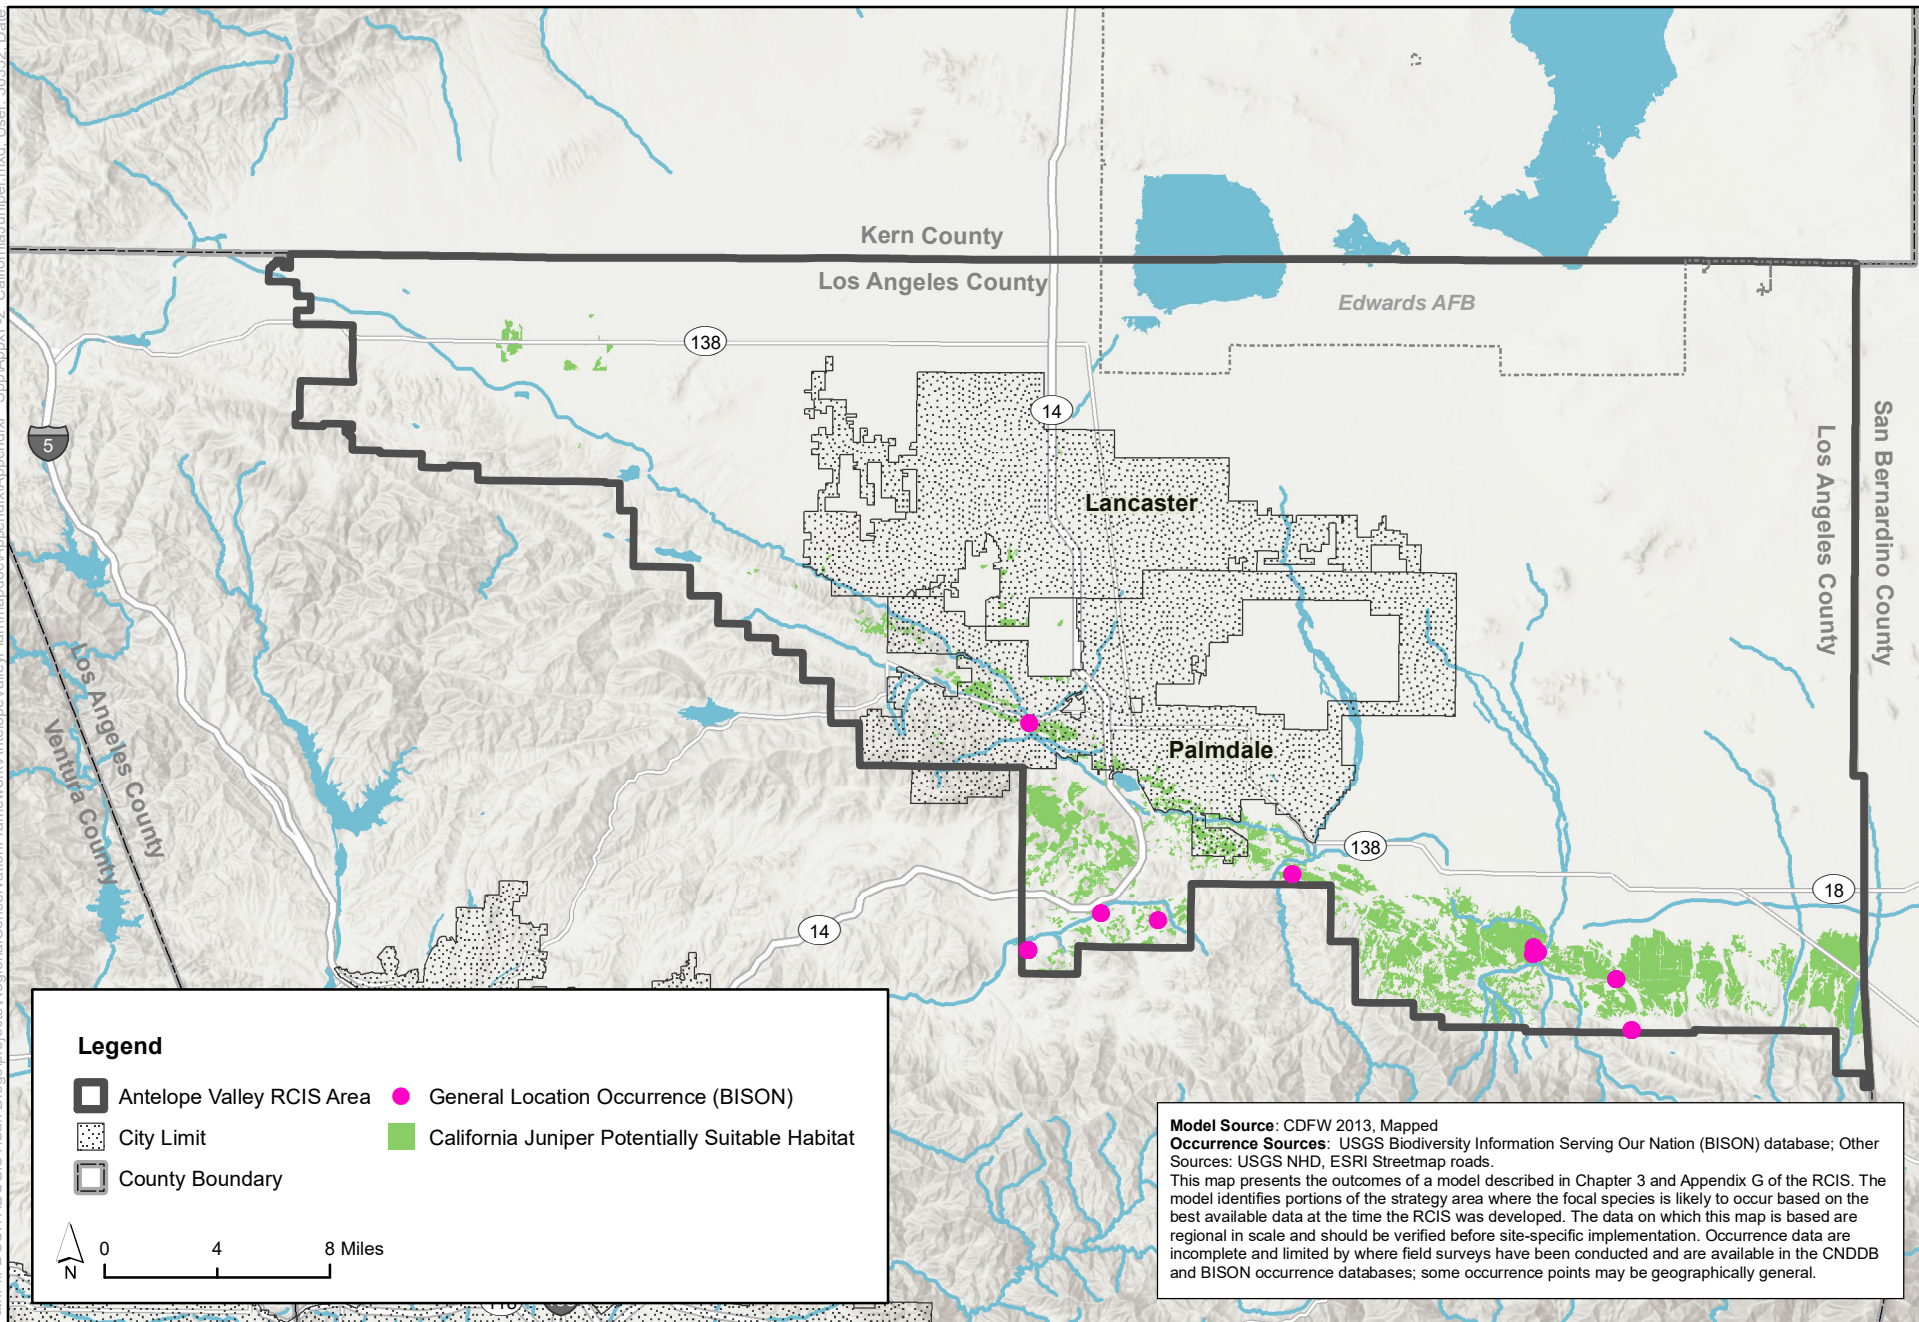 Kern County
Los Angeles County
Edwards AFB
138
14
5
Lancaster
San Bernardino County
Los Angeles County
Los Angeles County
Ventura County
Palmdale
138
18
14
Legend
Antelope Valley RCIS Area
General Location Occurrence (BISON)
City Limit
California Juniper Potentially Suitable Habitat
County Boundary
N
0 4 8 Miles
Model Source: CDFW 2013, Mapped
Occurrence Sources: USGS Biodiversity Information Serving Our Nation (BISON) database; Other
Sources: USGS NHD, ESRI Streetmap roads.
This map presents the outcomes of a model described in Chapter 3 and Appendix G of the RCIS. The
model identifies portions of the strategy area where the focal species is likely to occur based on the
best available data at the time the RCIS was developed. The data on which this map is based are
regional in scale and should be verified before site-specific implementation. Occurrence data are
incomplete and limited by where field surveys have been conducted and are available in the CNDDB
and BISON occurrence databases; some occurrence points may be geographically general.